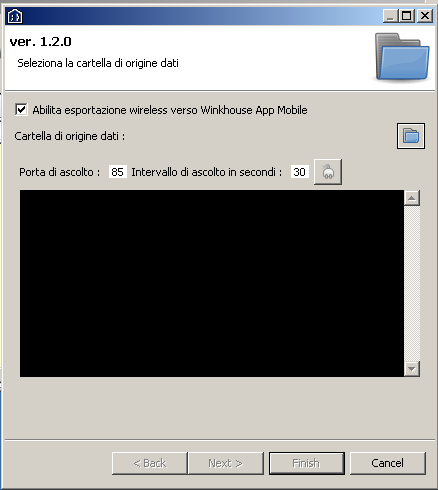 ver. 1.2.0
Seleziona la cartella di origine dati
Abilita esportazione wireless verso Winkhouse App Mobile
Cartella di origine dati :
Porta di ascolto : 85 Intervallo di ascolto in secondi : 30
< Back Next > Finish Cancel